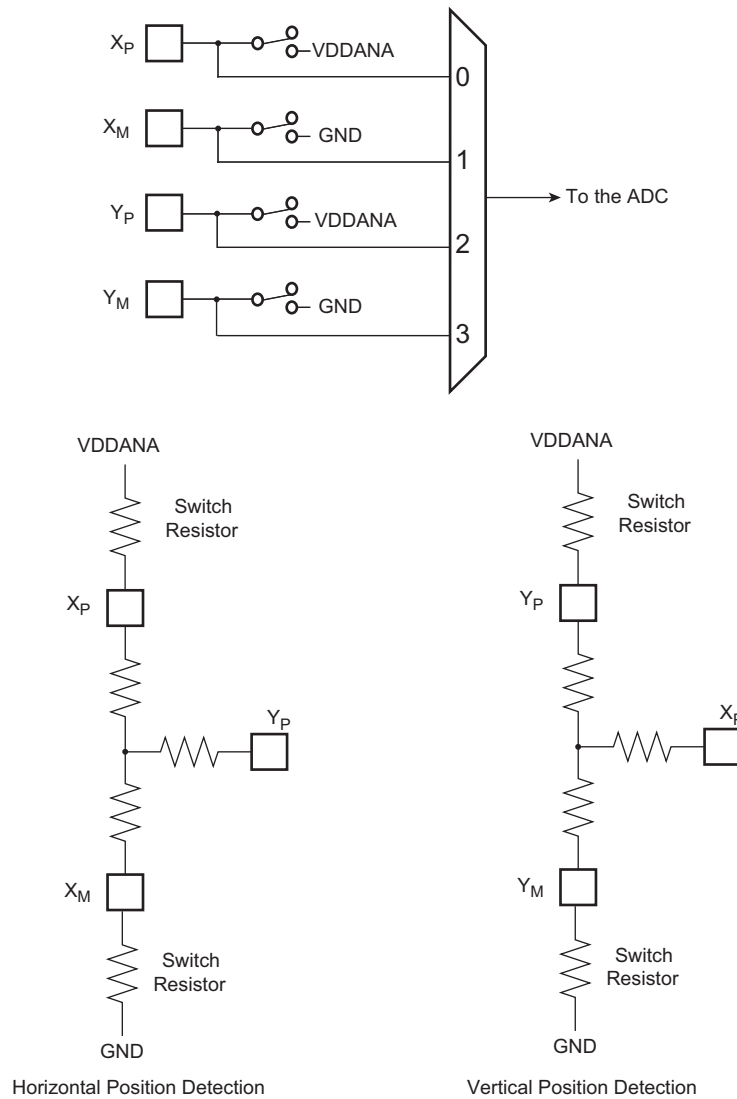 XP
VDDANA
0
XM
GND
1
YP
VDDANA
2
To the ADC
YM
GND
3
VDDANA
Switch
Resistor
XP
YP
XM
Switch
Resistor
GND
Horizontal Position Detection
VDDANA
Switch
Resistor
YP
XP
YM
Switch
Resistor
GND
Vertical Position Detection